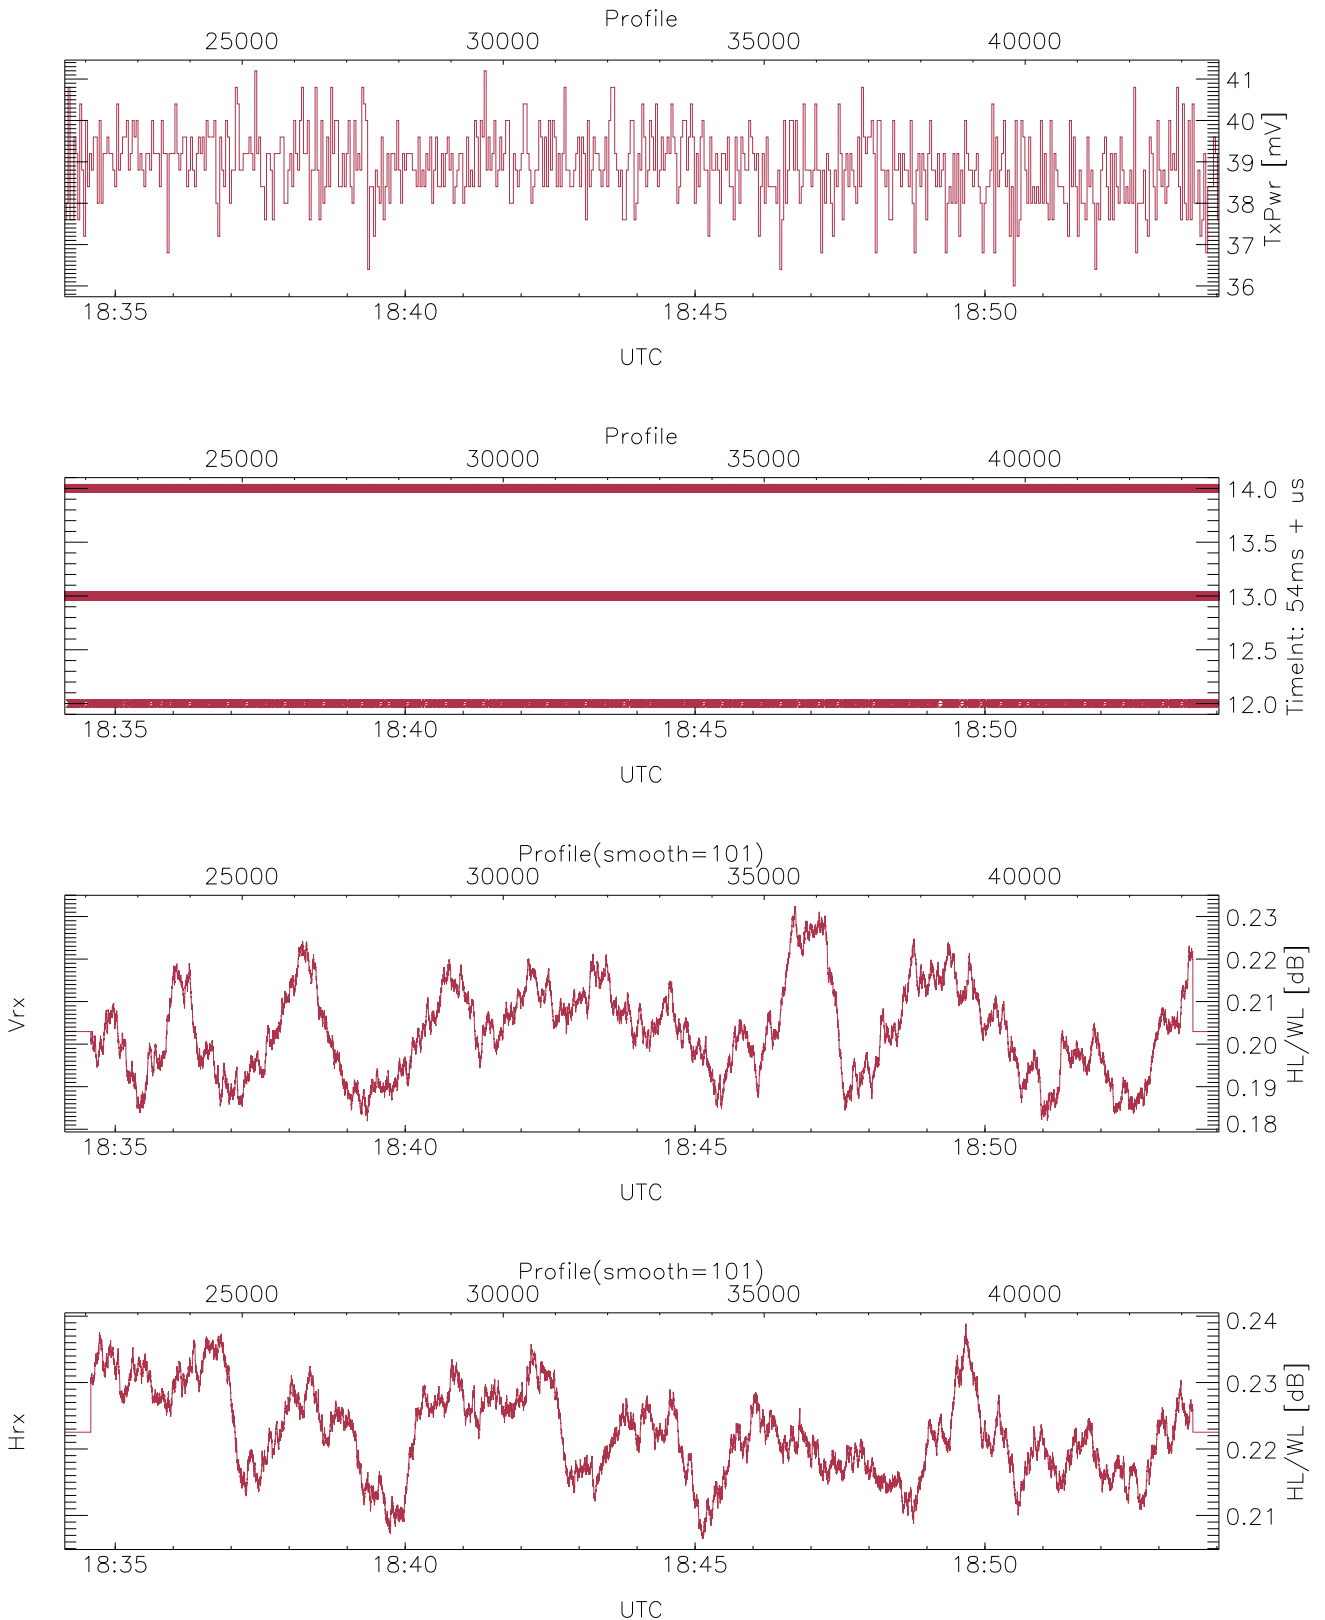 Profile
25000 30000 35000 40000
41
40
39
38
37
36
TxPwr [mV]
18:35 18:40 18:45 18:50
UTC
Profile
25000 30000 35000 40000
14.0
13.5
13.0
12.5
12.0
TimeInt: 54ms + us
18:35 18:40 18:45 18:50
UTC
Profile(smooth=101)
25000 30000 35000 40000
Vrx
0.23
0.22
0.21
0.20
0.19
0.18
HL/WL [dB]
18:35 18:40 18:45 18:50
UTC
Profile(smooth=101)
25000 30000 35000 40000
Hrx
0.24
0.23
0.22
0.21
HL/WL [dB]
18:35 18:40 18:45 18:50
UTC